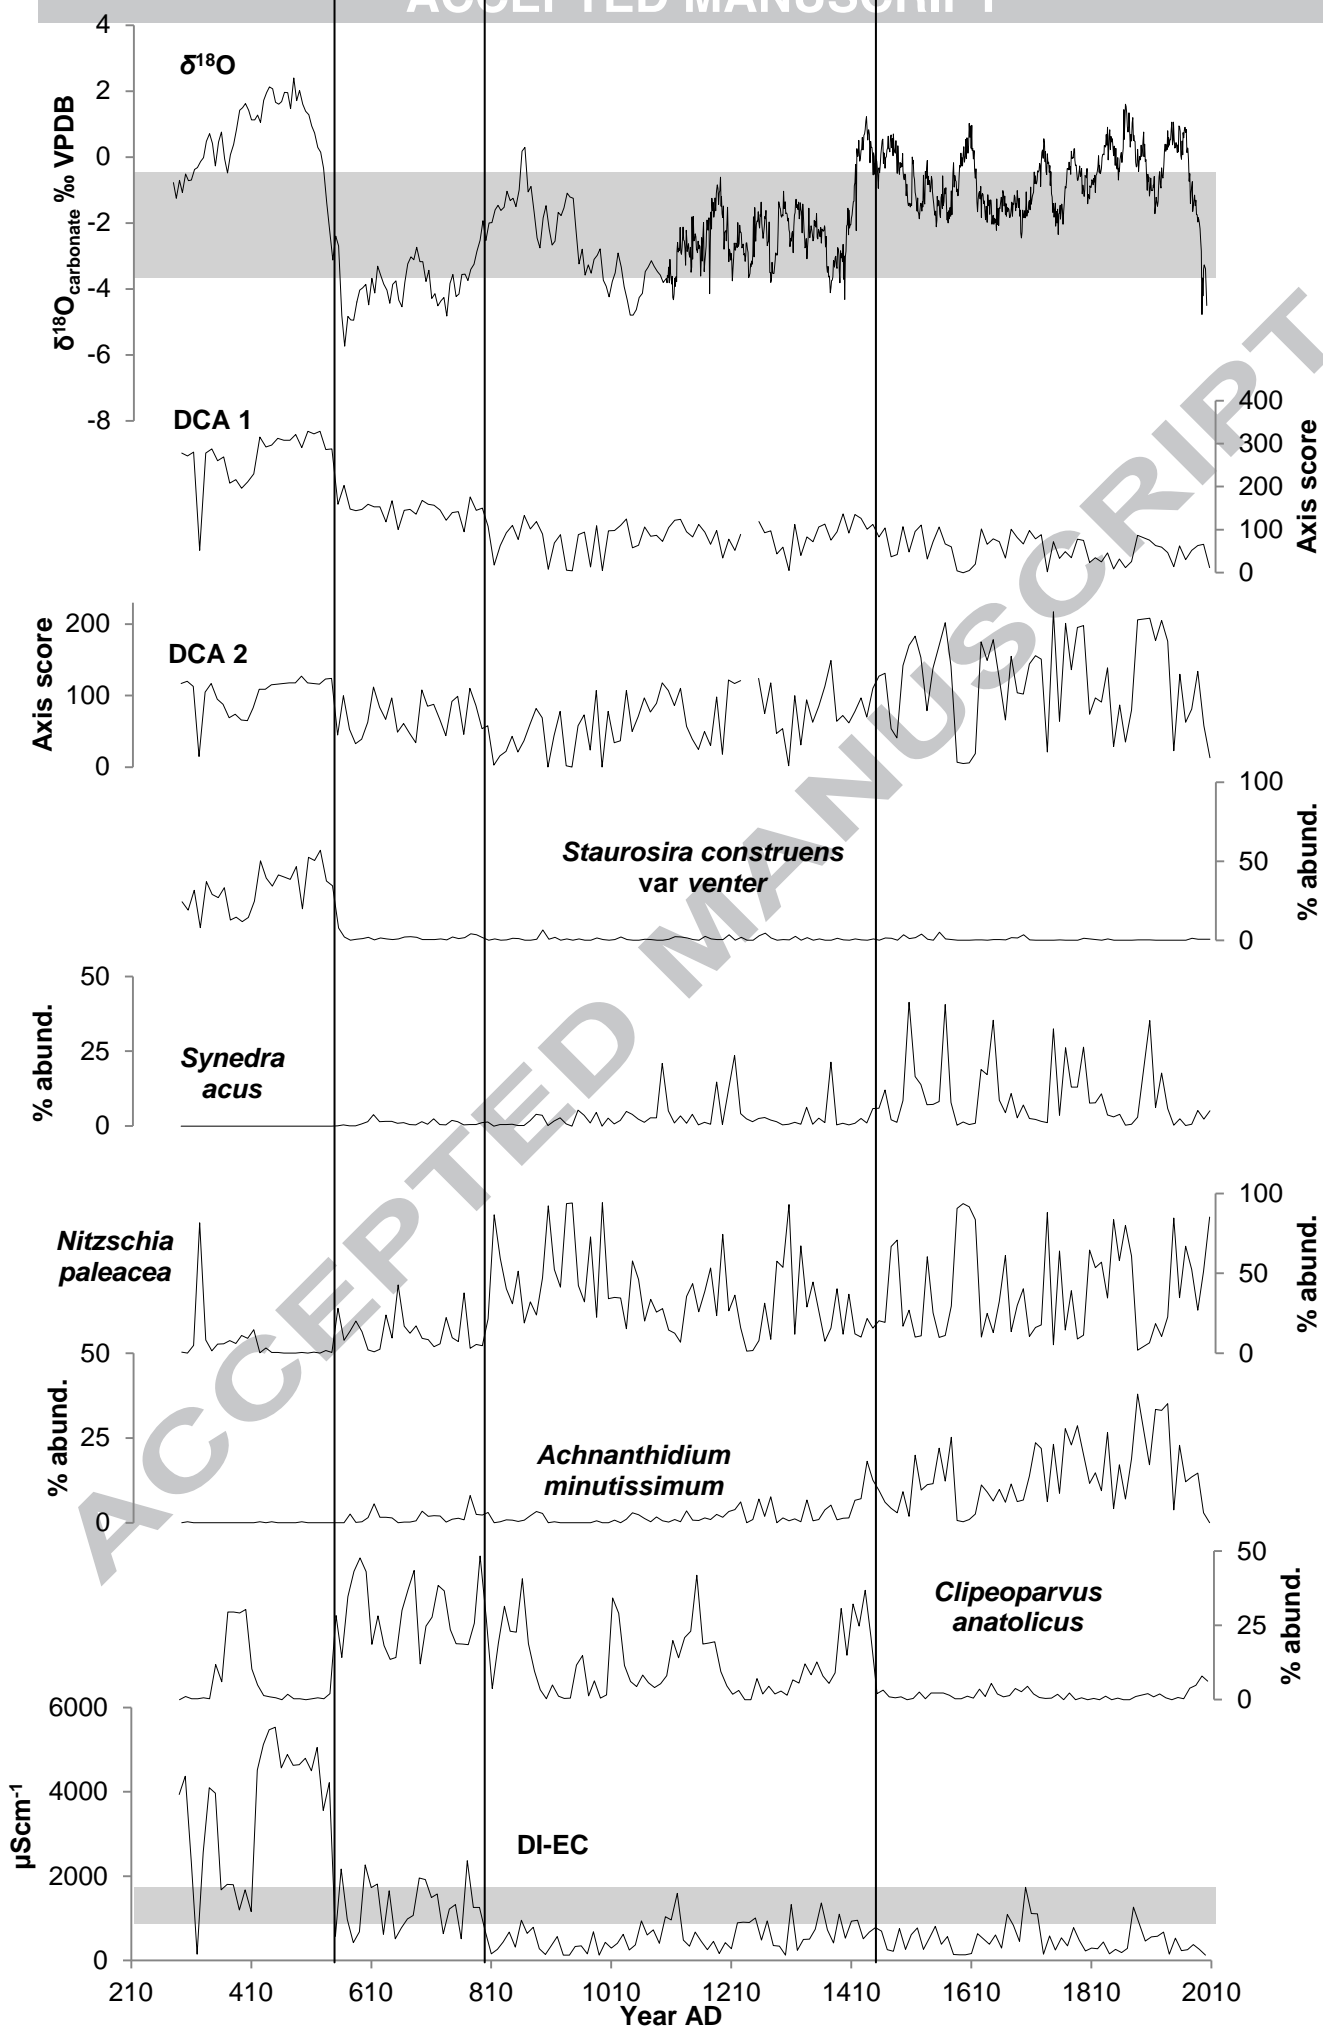 ACCEPTED MANUSCRIPT
4
δ18O
2
0
-2
-4
-6
-8
δ18Ocarbonate ‰ VPDB
DCA 1
400
300
200
100
0
Axis score
200
100
0
Axis score
DCA 2
100
50
0
% abund.
Staurosira construens
var venter
50
25
0
% abund.
Synedra
acus
100
50
0
% abund.
Nitzschia
paleacea
50
25
0
% abund.
Achnanthidium
minutissimum
50
25
0
% abund.
Clipeoparvus
anatolicus
6000
4000
2000
0
µScm-1
DI-EC
210 410 610 810 1010 1210 1410 1610 1810 2010
Year AD
ACCEPTED MANUSCRIPT